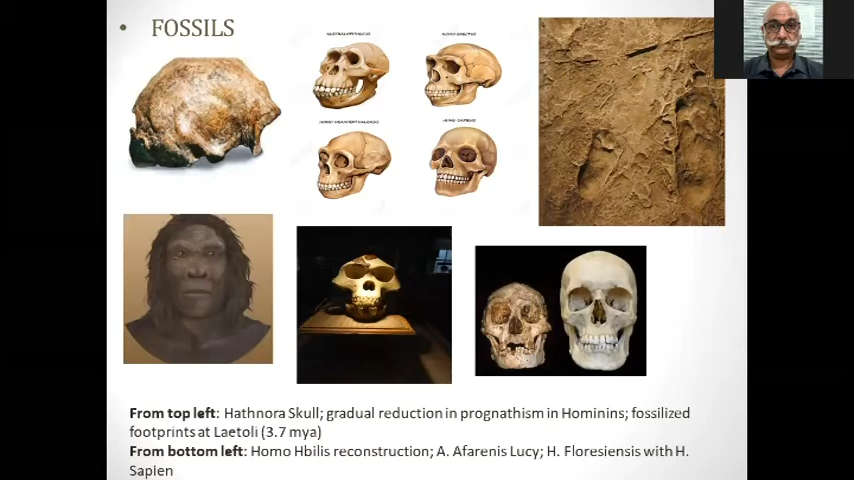 • FOSSILS
AUSTRALOPITHECUS
HOMO ERECTUS
HOMO NEANDERTHALENSIS
HOMO SAPIENS
From top left: Hathnora Skull; gradual reduction in prognathism in Hominins; fossilized
footprints at Laetoli (3.7 mya)
From bottom left: Homo Hbilis reconstruction; A. Afarenis Lucy; H. Floresiensis with H.
Sapien